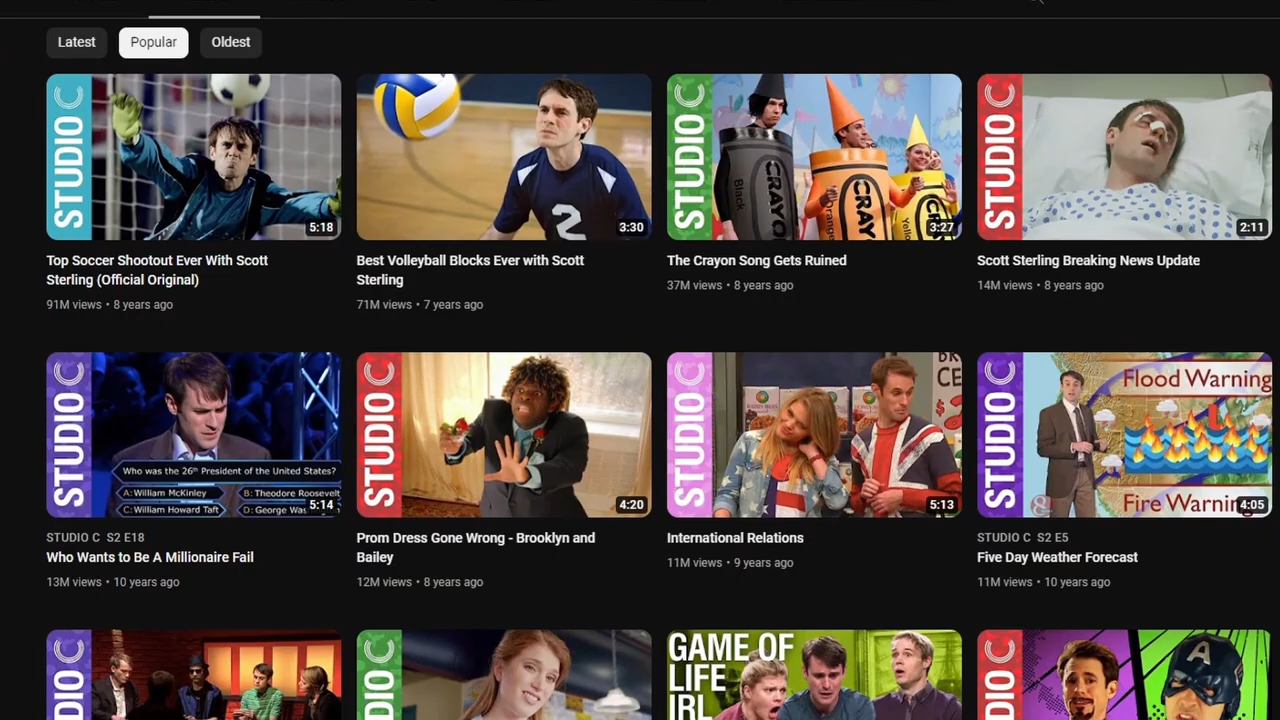 Latest
Popular
Oldest
STUDIO C
5:18
2
3:30
STUDIO C
Black
CRAYO
Orange
CRAY
Yello
3:27
STUDIO C
2:11
Top Soccer Shootout Ever With Scott
Sterling (Official Original)
91M views • 8 years ago
Best Volleyball Blocks Ever with Scott
Sterling
71M views • 7 years ago
The Crayon Song Gets Ruined
37M views • 8 years ago
Scott Sterling Breaking News Update
14M views • 8 years ago
STUDIO C
Who was the 26th President of the United States?
A: William McKinley
B: Theodore Roosevelt
C: William Howard Taft
D: George Was
5:14
STUDIO C
4:20
STUDIO C
5:13
STUDIO C
Flood Warning
Fire Warning
4:05
STUDIO C S2 E18
Who Wants to Be A Millionaire Fail
13M views • 10 years ago
Prom Dress Gone Wrong - Brooklyn and
Bailey
12M views • 8 years ago
International Relations
11M views • 9 years ago
STUDIO C S2 E5
Five Day Weather Forecast
11M views • 10 years ago
DIO C
DIO C
GAME OF
LIFE
IRL
DIO C
A